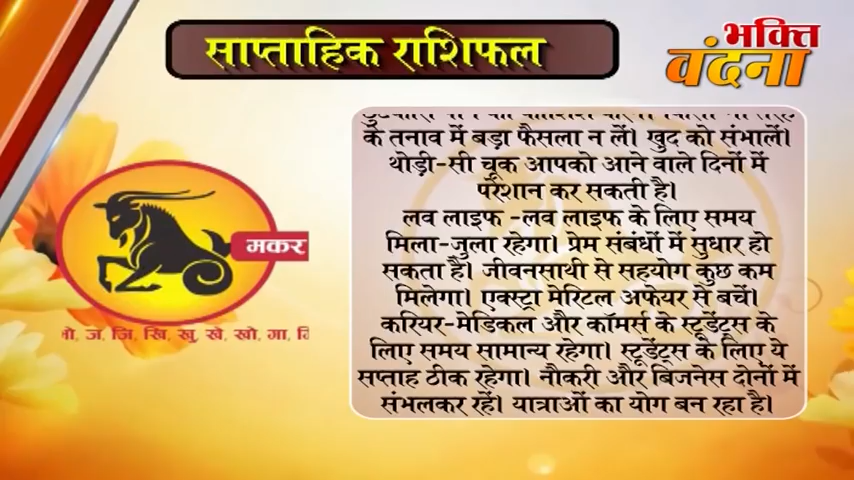 साप्ताहिक राशिफल
भक्ति
वंदना
के तनाव में बड़ा फैसला न लें। खुद को संभालें।
थोड़ी-सी चूक आपको आने वाले दिनों में
परेशान कर सकती है।
लव लाइफ -लव लाइफ के लिए समय
मिला-जुला रहेगा। प्रेम संबंधों में सुधार हो
सकता है। जीवनसाथी से सहयोग कुछ कम
मिलेगा। एक्स्ट्रा मेरिटल अफेयर से बचें।
करियर-मेडिकल और कॉमर्स के स्टूडेंट्स के
लिए समय सामान्य रहेगा। स्टूडेंट्स के लिए ये
सप्ताह ठीक रहेगा। नौकरी और बिजनेस दोनों में
संभलकर रहें। यात्राओं का योग बन रहा है।
मकर
ज, जि, खि, खु, खे, खो, गा,